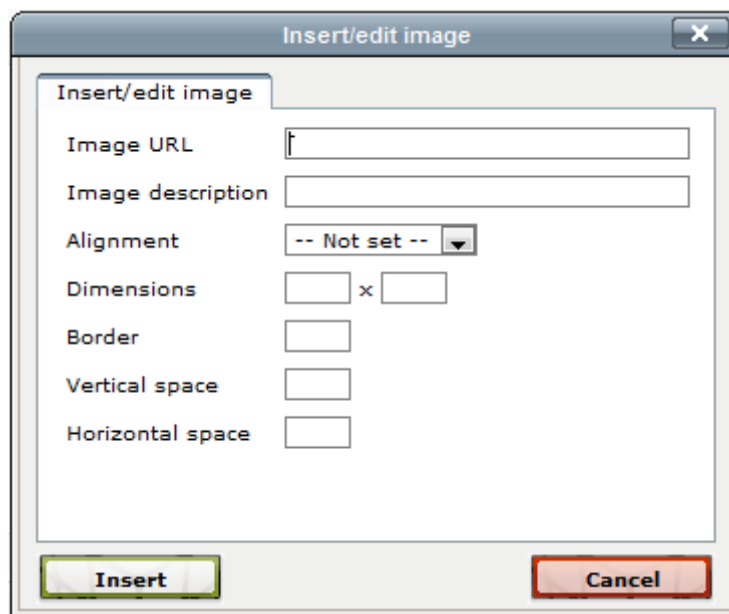 Insert/edit image
Insert/edit image
Image URL
Image description
Alignment -- Not set --
Dimensions x
Border
Vertical space
Horizontal space
Insert Cancel